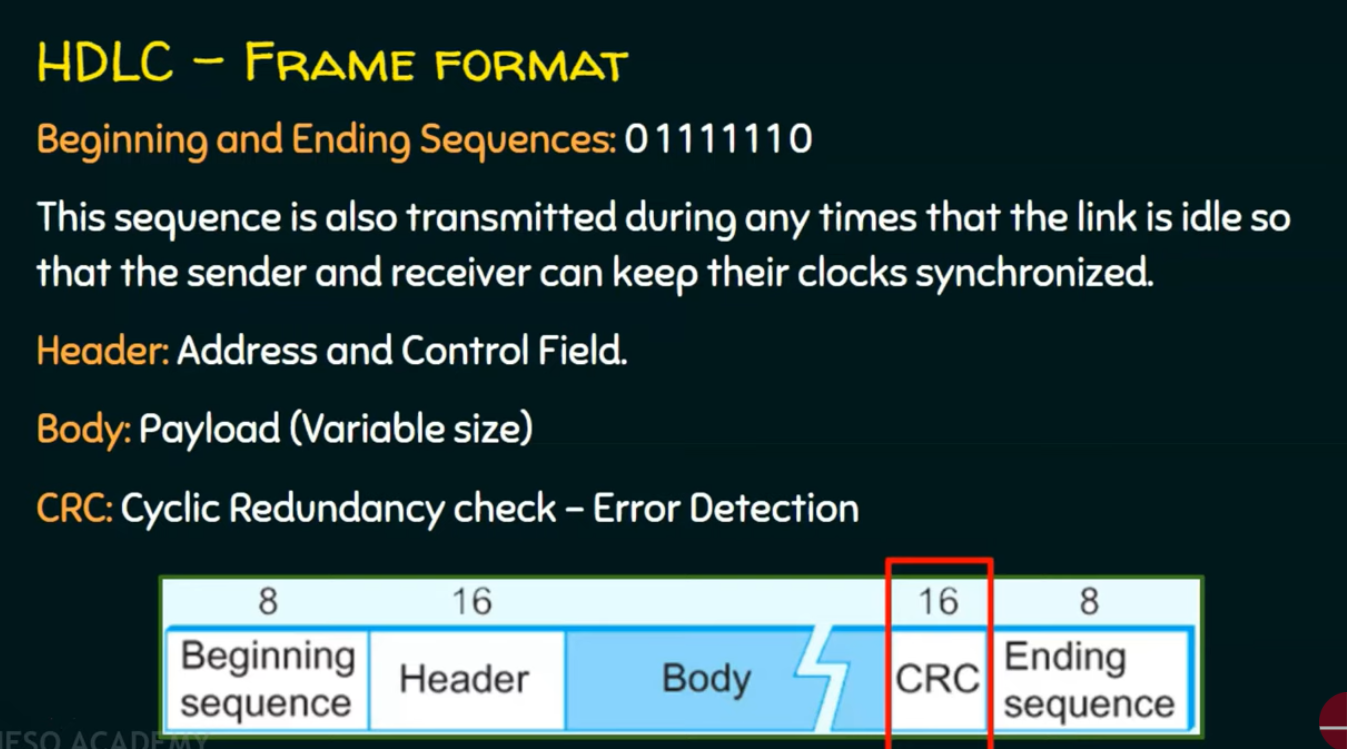 HDLC – FRAME FORMAT
Beginning and Ending Sequences: 01111110
This sequence is also transmitted during any times that the link is idle so
that the sender and receiver can keep their clocks synchronized.
Header: Address and Control Field.
Body: Payload (Variable size)
CRC: Cyclic Redundancy check – Error Detection
8 16 16 8
Beginning sequence Header Body CRC Ending sequence
ESO ACADEMY